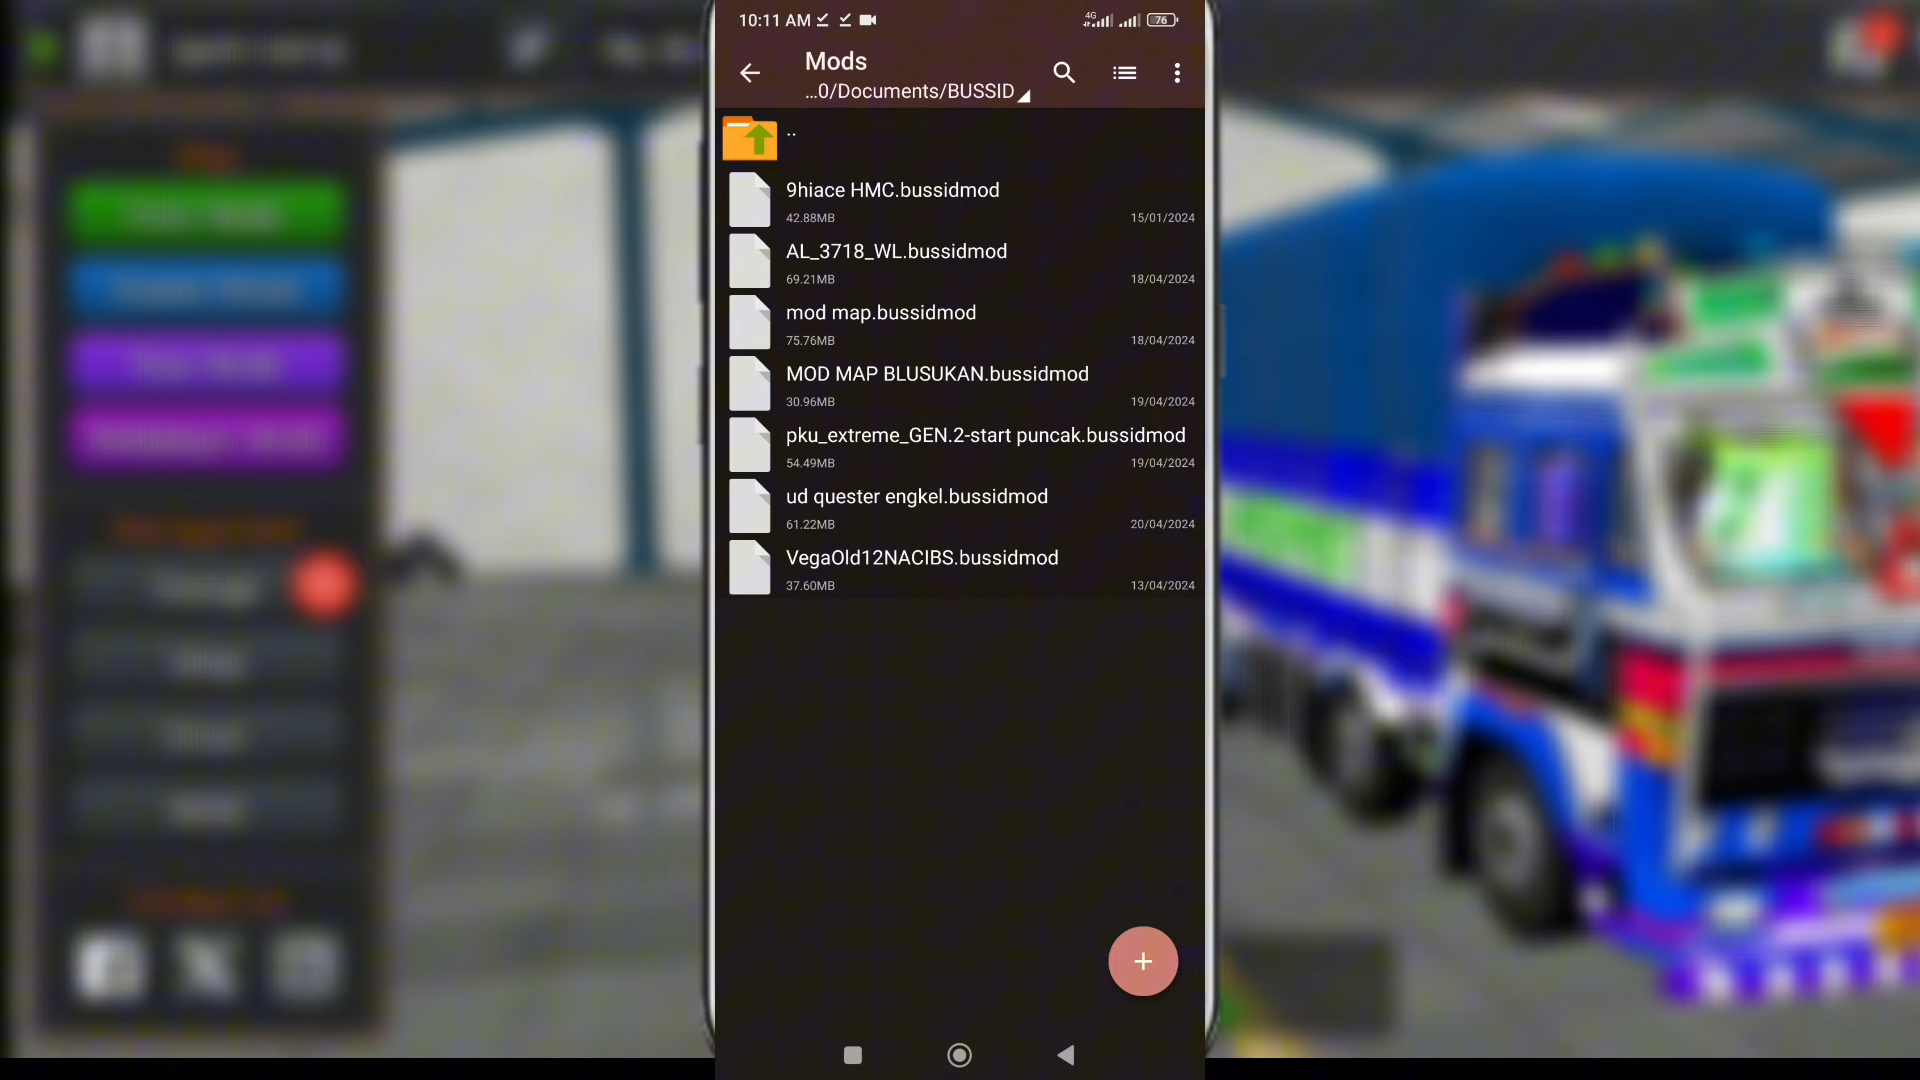 10:11 AM
4G
76
Mods
...0/Documents/BUSSID
..
9hiace HMC.bussidmod
42.88MB 15/01/2024
AL_3718_WL.bussidmod
69.21MB 18/04/2024
mod map.bussidmod
75.76MB 18/04/2024
MOD MAP BLUSUKAN.bussidmod
30.96MB 19/04/2024
pku_extreme_GEN.2-start puncak.bussidmod
54.49MB 19/04/2024
ud quester engkel.bussidmod
61.22MB 20/04/2024
VegaOld12NACIBS.bussidmod
37.60MB 13/04/2024